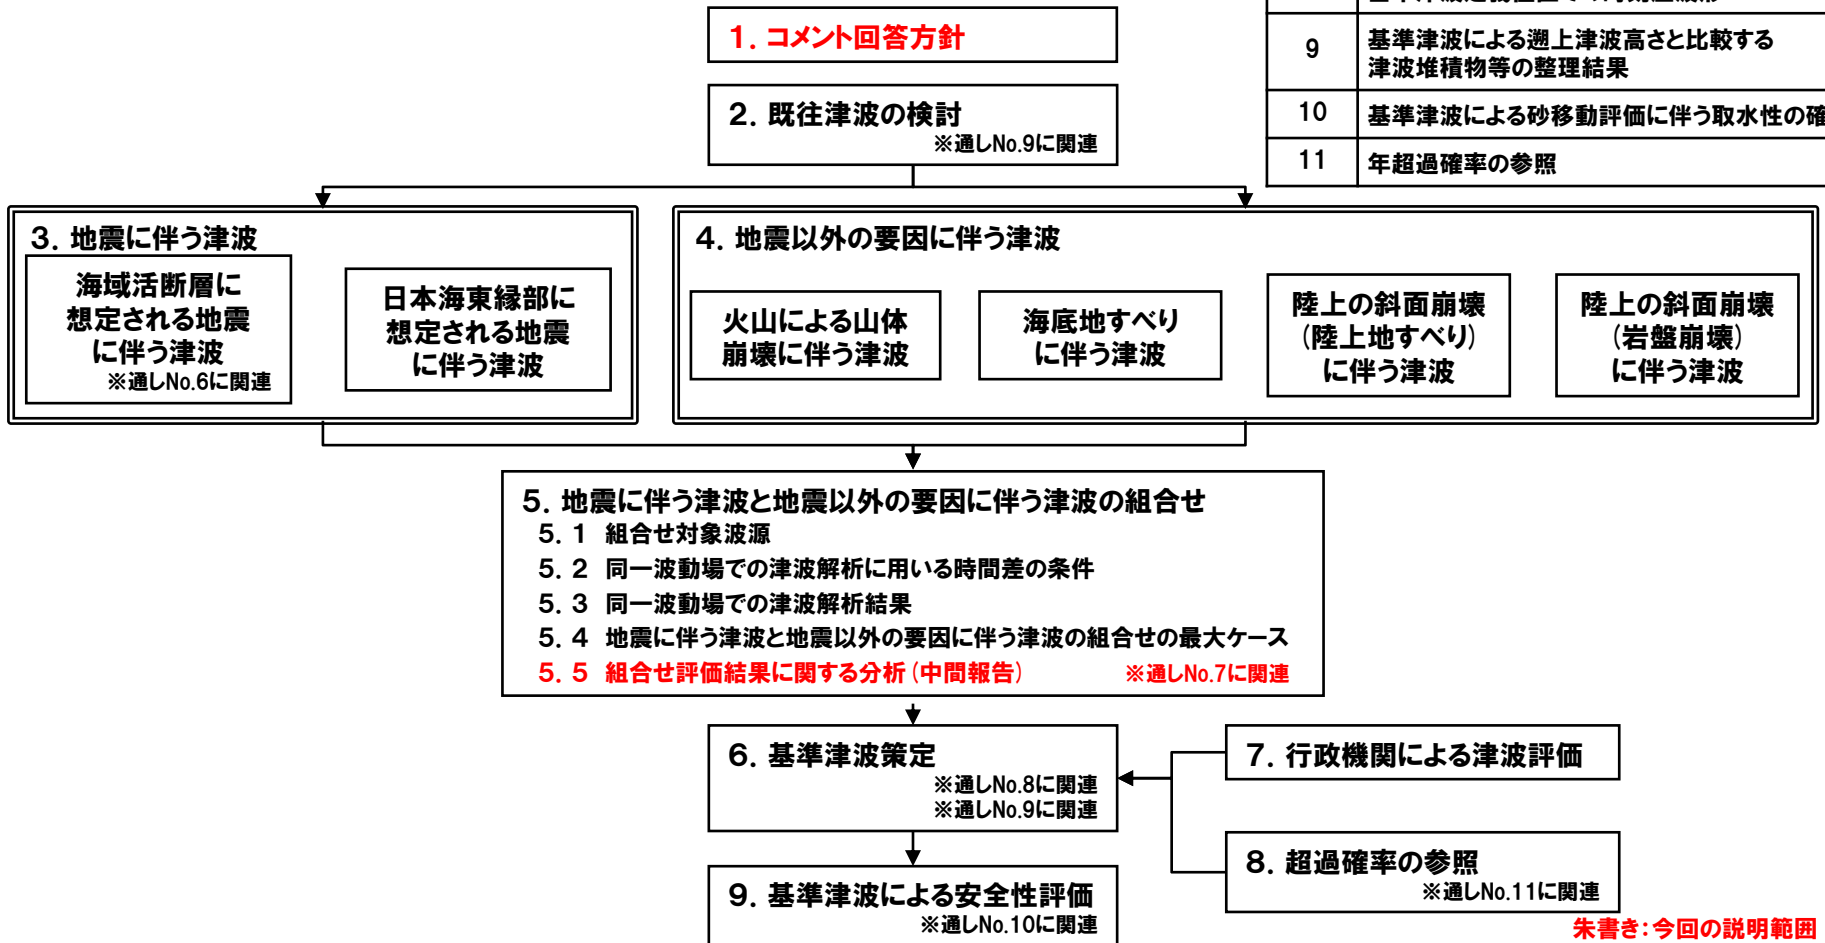 1. コメント回答方針
9
基準津波による遡上津波高さと比較する
津波堆積物等の整理結果
10
基準津波による砂移動評価に伴う取水性の確
11
年超過確率の参照
2. 既往津波の検討
※通しNo.9に関連
3. 地震に伴う津波
海域活断層に
想定される地震
に伴う津波
※通しNo.6に関連
日本海東縁部に
想定される地震
に伴う津波
4. 地震以外の要因に伴う津波
火山による山体
崩壊に伴う津波
海底地すべり
に伴う津波
陸上の斜面崩壊
(陸上地すべり)
に伴う津波
陸上の斜面崩壊
(岩盤崩壊)
に伴う津波
5. 地震に伴う津波と地震以外の要因に伴う津波の組合せ
5. 1 組合せ対象波源
5. 2 同一波動場での津波解析に用いる時間差の条件
5. 3 同一波動場での津波解析結果
5. 4 地震に伴う津波と地震以外の要因に伴う津波の組合せの最大ケース
5. 5 組合せ評価結果に関する分析(中間報告) ※通しNo.7に関連
6. 基準津波策定
※通しNo.8に関連
※通しNo.9に関連
7. 行政機関による津波評価
8. 超過確率の参照
※通しNo.11に関連
9. 基準津波による安全性評価
※通しNo.10に関連
朱書き:今回の説明範囲